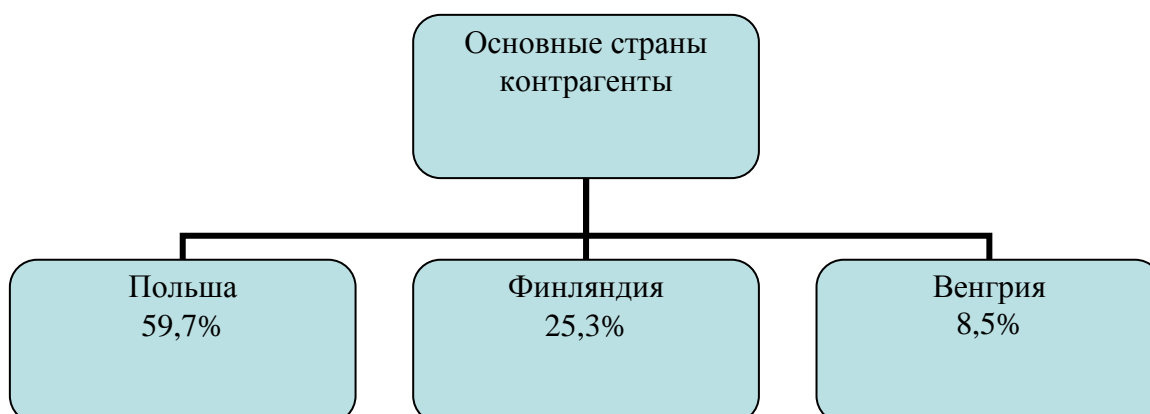 Основные страны
контрагенты
Польша
59,7%
Финляндия
25,3%
Венгрия
8,5%